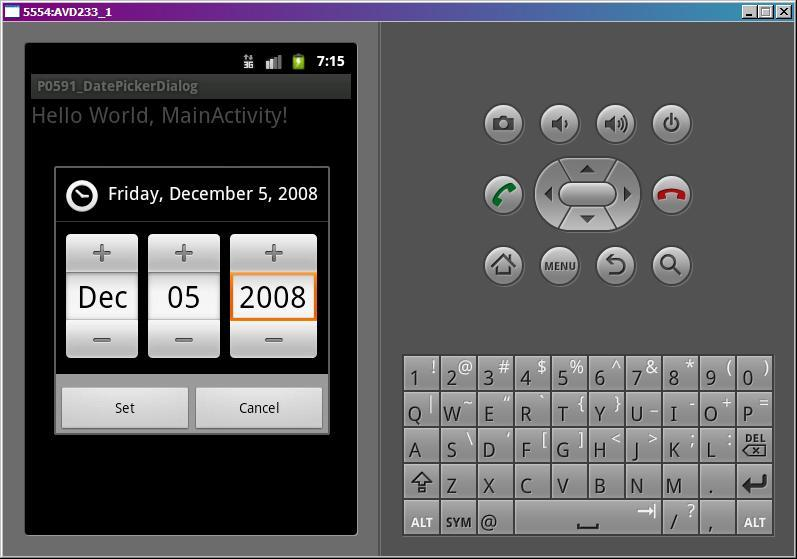 5554:AVD233_1
3G 7:15
P0591_DatePickerDialog
Hello World, MainActivity!
Friday, December 5, 2008
+ + +
Dec 05 2008
− − −
Set Cancel
MENU
1 ! 2 @ 3 # 4 $ 5 % 6 ^ 7 & 8 * 9 ( 0 )
Q | W ~ E “ R ` T { Y } U _ I - O + P =
A S \ D ‘ F [ G ] H < J > K ; L : DEL
Z X C V B N M .
ALT SYM @ / ? , ALT